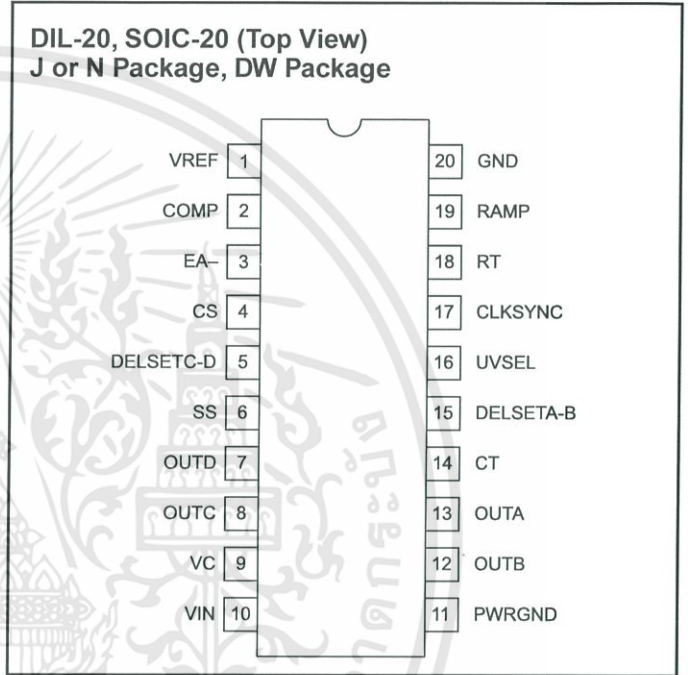 DIL-20, SOIC-20 (Top View)
J or N Package, DW Package
VREF 1 20 GND
COMP 2 19 RAMP
EA– 3 18 RT
CS 4 17 CLKSYNC
DELSETC-D 5 16 UVSEL
SS 6 15 DELSETA-B
OUTD 7 14 CT
OUTC 8 13 OUTA
VC 9 12 OUTB
VIN 10 11 PWRGND